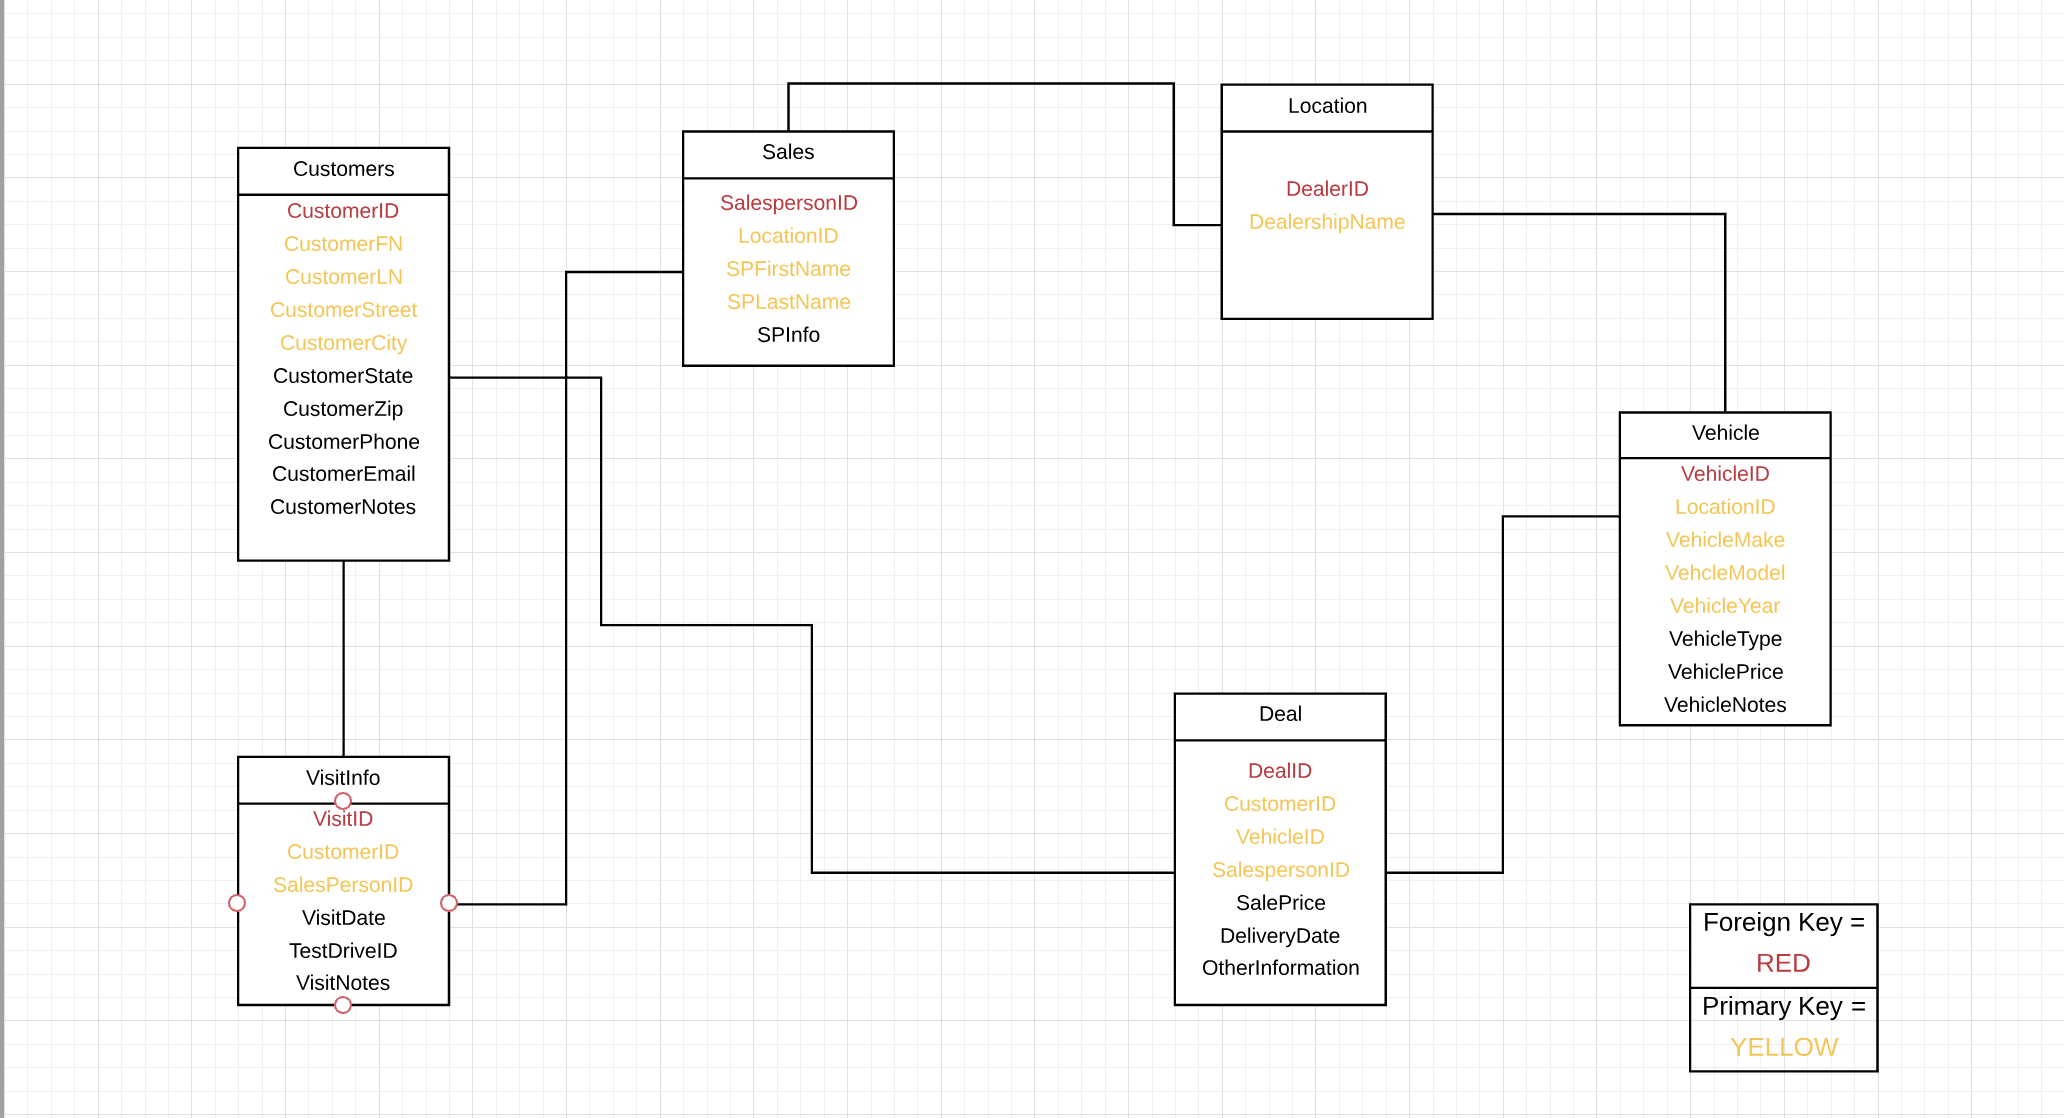 Customers
CustomerID
CustomerFN
CustomerLN
CustomerStreet
CustomerCity
CustomerState
CustomerZip
CustomerPhone
CustomerEmail
CustomerNotes
Sales
SalespersonID
LocationID
SPFirstName
SPLastName
SPInfo
Location
DealerID
DealershipName
Vehicle
VehicleID
LocationID
VehicleMake
VehcleModel
VehicleYear
VehicleType
VehiclePrice
VehicleNotes
VisitInfo
VisitID
CustomerID
SalesPersonID
VisitDate
TestDriveID
VisitNotes
Deal
DealID
CustomerID
VehicleID
SalespersonID
SalePrice
DeliveryDate
OtherInformation
Foreign Key =
RED
Primary Key =
YELLOW